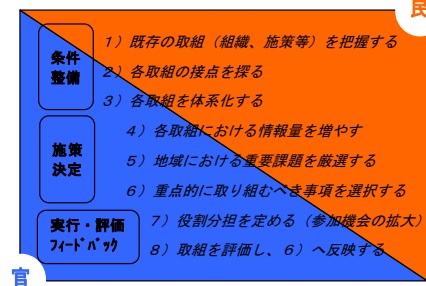 民
条件
整備
1）既存の取組（組織、施策等）を把握する
2）各取組の接点を探る
3）各取組を体系化する
施策
決定
4）各取組における情報量を増やす
5）地域における重要課題を厳選する
6）重点的に取り組むべき事項を選択する
実行・評価
ﾌｨｰﾄﾞﾊﾞｯｸ
7）役割分担を定める（参加機会の拡大）
8）取組を評価し、6）へ反映する
官